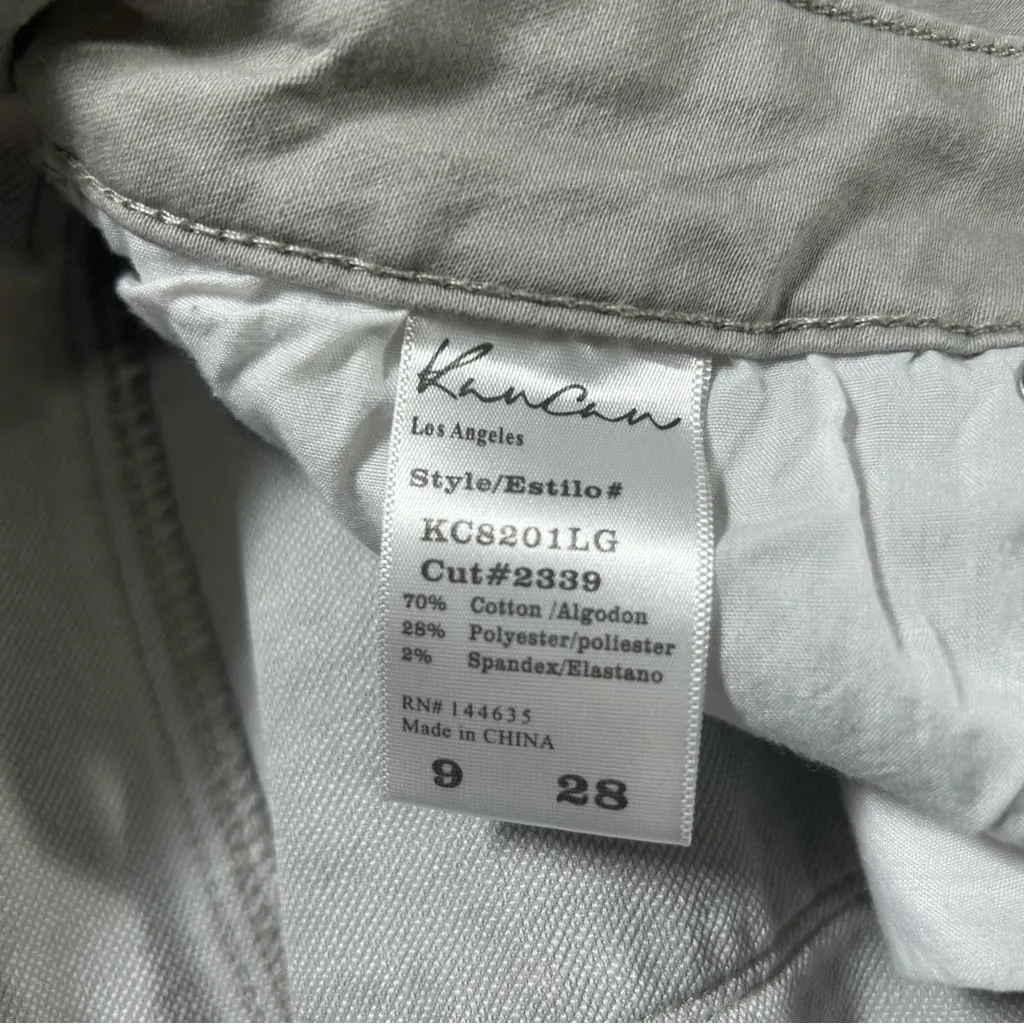 KanCan
Los Angeles
Style/Estilo#
KC8201LG
Cut#2339
70% Cotton /Algodon
28% Polyester/poliester
2% Spandex/Elastano
RN# 144635
Made in CHINA
9 28